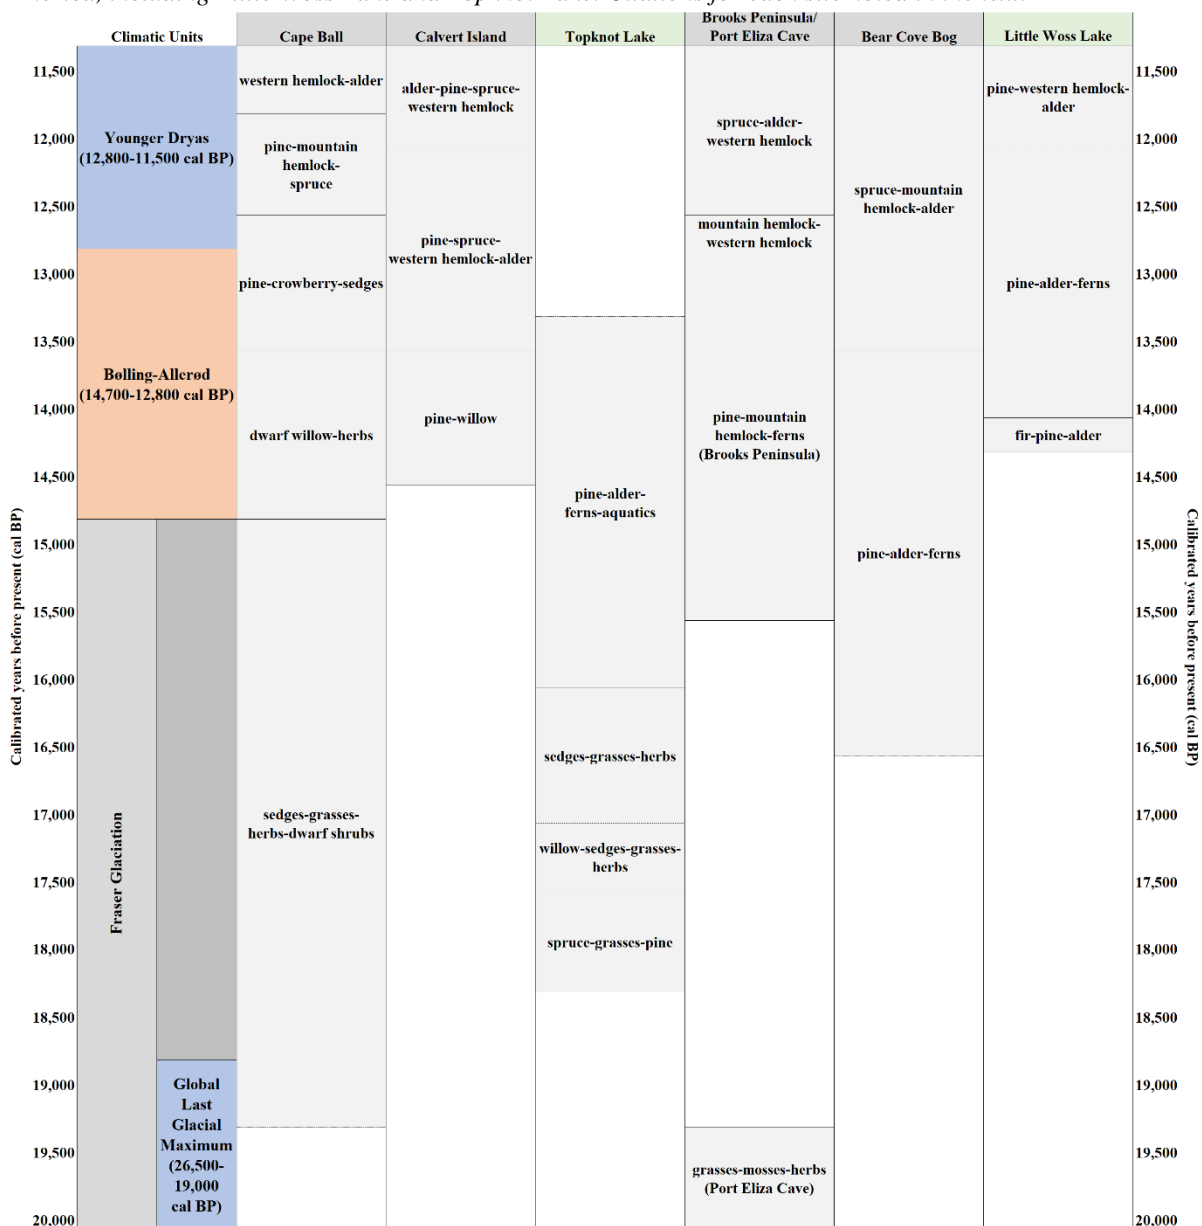 Climatic Units
Cape Ball
Calvert Island
Topknot Lake
Brooks Peninsula/
Port Eliza Cave
Bear Cove Bog
Little Woss Lake
Calibrated years before present (cal BP)
11,500
12,000
12,500
13,000
13,500
14,000
14,500
15,000
15,500
16,000
16,500
17,000
17,500
18,000
18,500
19,000
19,500
20,000
Younger Dryas
(12,800-11,500 cal BP)
Bølling-Allerød
(14,700-12,800 cal BP)
Fraser Glaciation
Global
Last
Glacial
Maximum
(26,500-
19,000
cal BP)
western hemlock-alder
pine-mountain
hemlock-
spruce
pine-crowberry-sedges
dwarf willow-herbs
sedges-grasses-
herbs-dwarf shrubs
alder-pine-spruce-
western hemlock
pine-spruce-
western hemlock-alder
pine-willow
pine-alder-
ferns-aquatics
sedges-grasses-herbs
willow-sedges-grasses-
herbs
spruce-grasses-pine
spruce-alder-
western hemlock
mountain hemlock-
western hemlock
pine-mountain
hemlock-ferns
(Brooks Peninsula)
grasses-mosses-herbs
(Port Eliza Cave)
spruce-mountain
hemlock-alder
pine-alder-ferns
pine-western hemlock-
alder
pine-alder-ferns
fir-pine-alder
11,500
12,000
12,500
13,000
13,500
14,000
14,500
15,000
15,500
16,000
16,500
17,000
17,500
18,000
18,500
19,000
19,500
20,000
Calibrated years before present (cal BP)